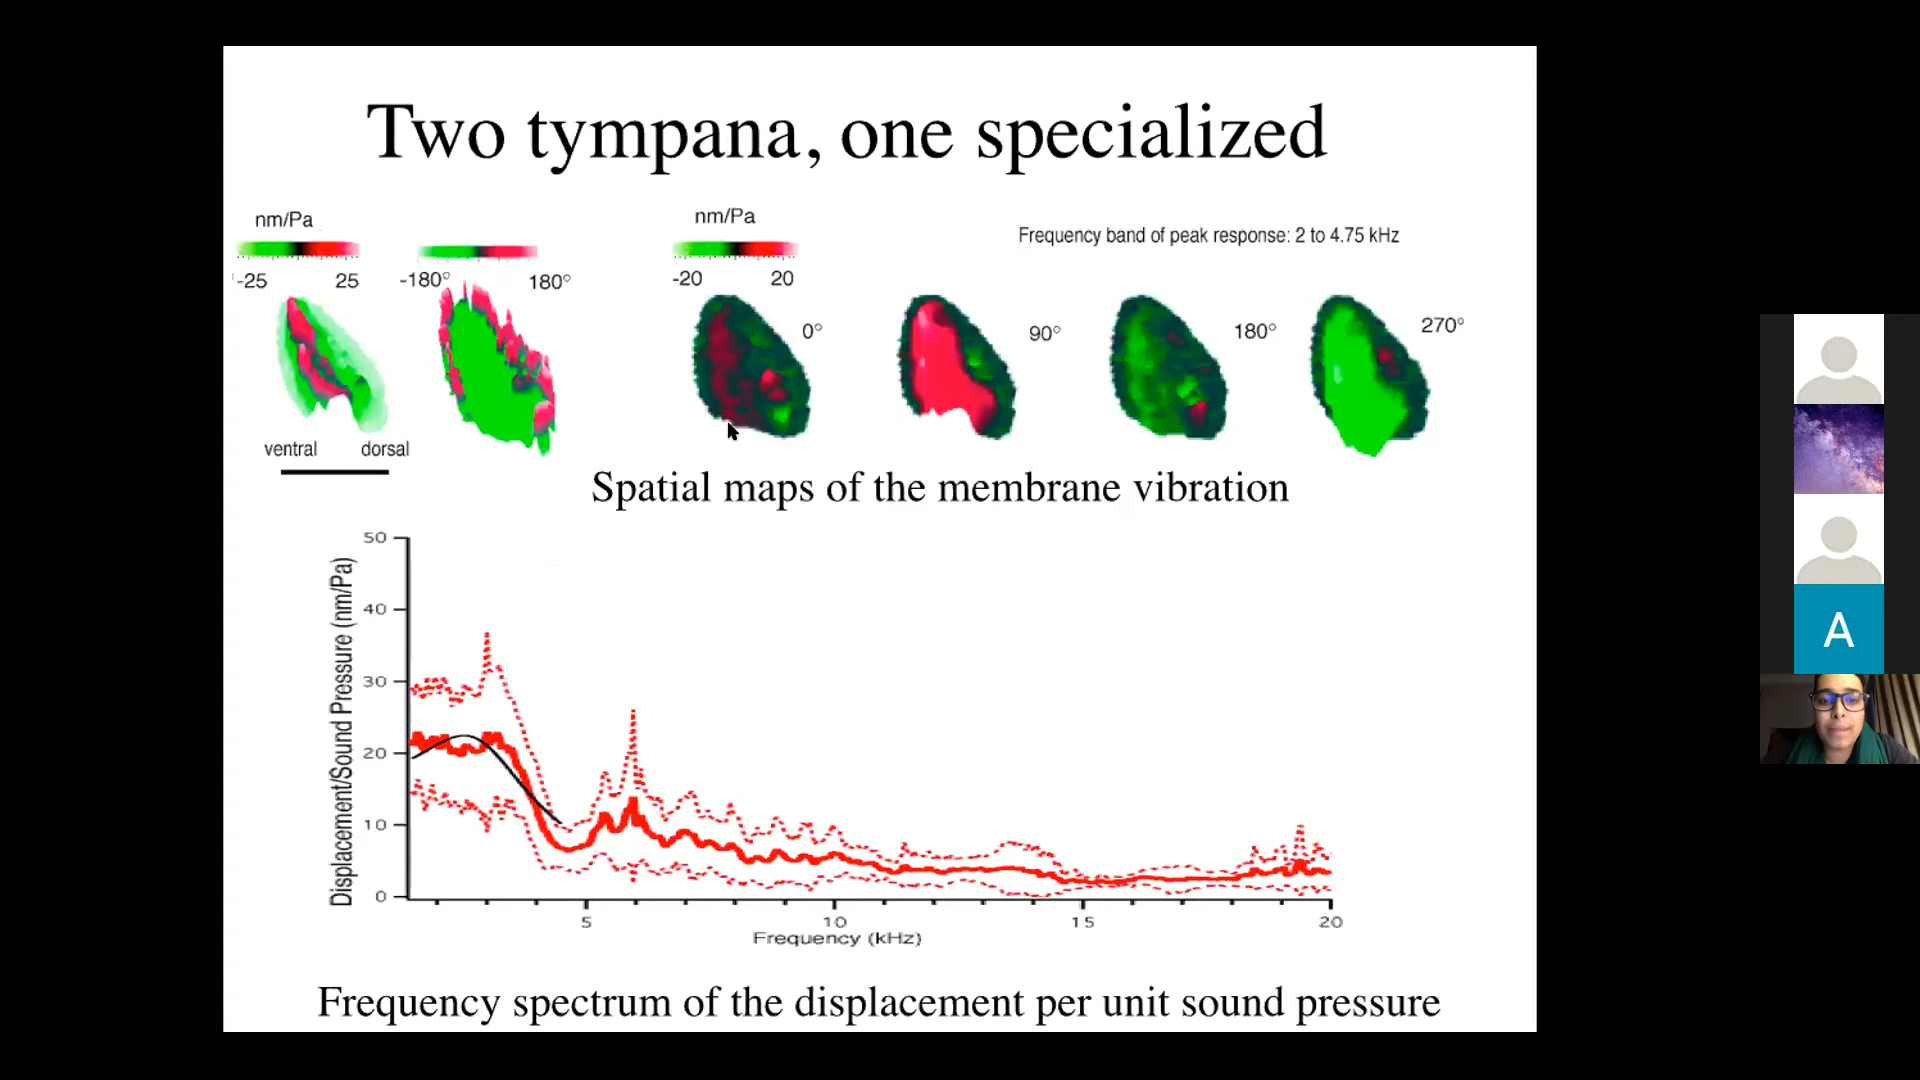 Two tympana, one specialized
nm/Pa
-25 25
-180° 180°
nm/Pa
-20 20
Frequency band of peak response: 2 to 4.75 kHz
0°
90°
180°
270°
ventral dorsal
Spatial maps of the membrane vibration
Displacement/Sound Pressure (nm/Pa)
50
40
30
20
10
0
5 10 15 20
Frequency (kHz)
Frequency spectrum of the displacement per unit sound pressure
A